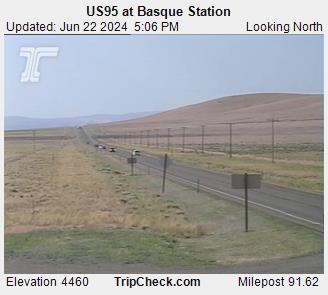 US95 at Basque Station
Updated: Jun 22 2024 5:06 PM Looking North
Elevation 4460 TripCheck.com Milepost 91.62